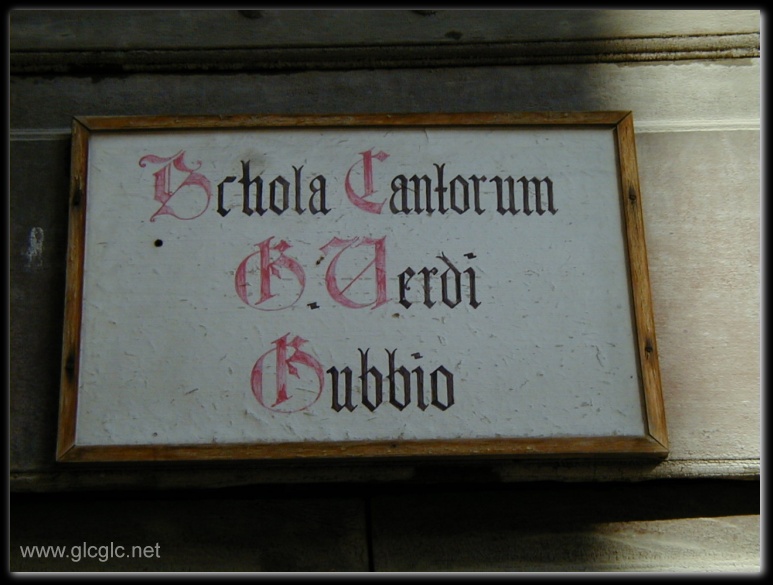 Schola Cantorum
G. Verdi
Gubbio
www.glcglc.net